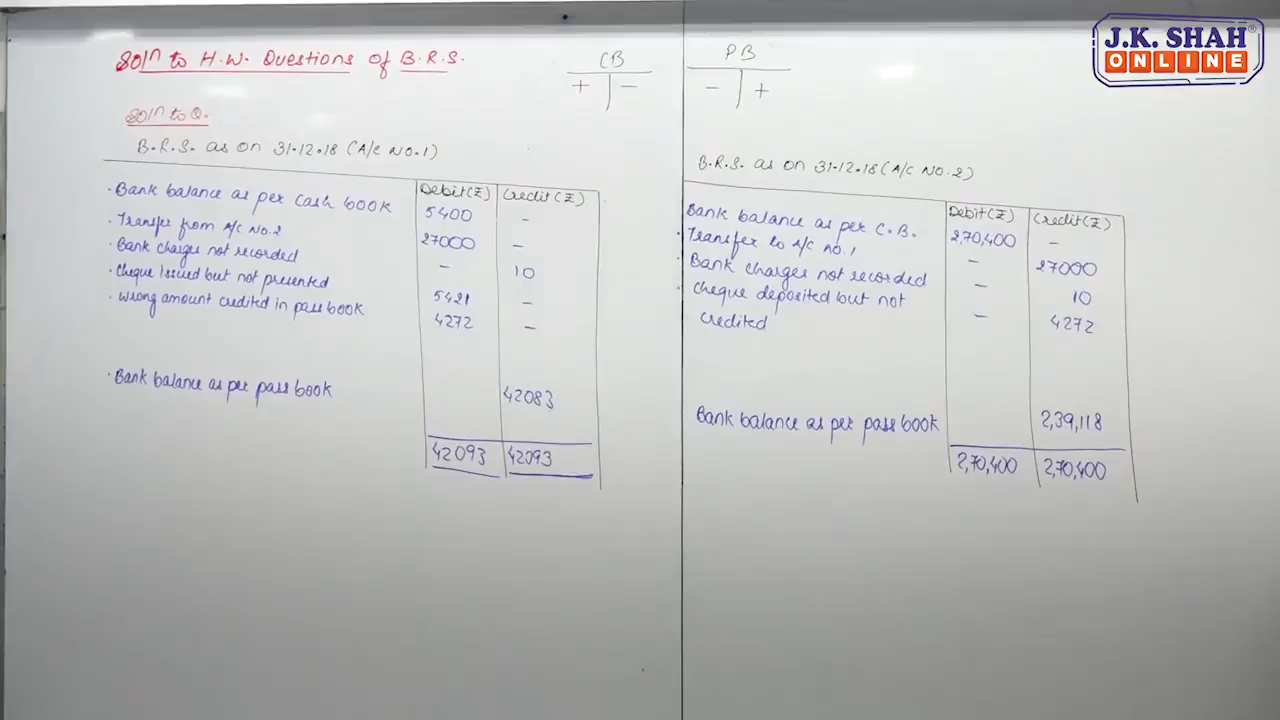 Soln to H.W. Questions of B.R.S.
CB
+ -
PB
- +
J.K. SHAH®
ONLINE
Soln to Q.
B.R.S. as on 31.12.18 (A/C NO.1)
Debit(₹) Credit(₹)
· Bank balance as per cash book 5400 -
· Transfer from A/c No.2 27000 -
· Bank charges not recorded - 10
· Cheque issued but not presented 5421 -
· Wrong amount credited in pass book 4272 -
· Bank balance as per pass book 42083
42093 42093
B.R.S. as on 31.12.18 (A/C NO.2)
Debit(₹) Credit(₹)
Bank balance as per C.B. 2,70,400 -
· Transfer to A/c No.1 - 27000
· Bank charges not recorded - 10
· Cheque deposited but not
credited - 4272
Bank balance as per pass book 2,39,118
2,70,400 2,70,400